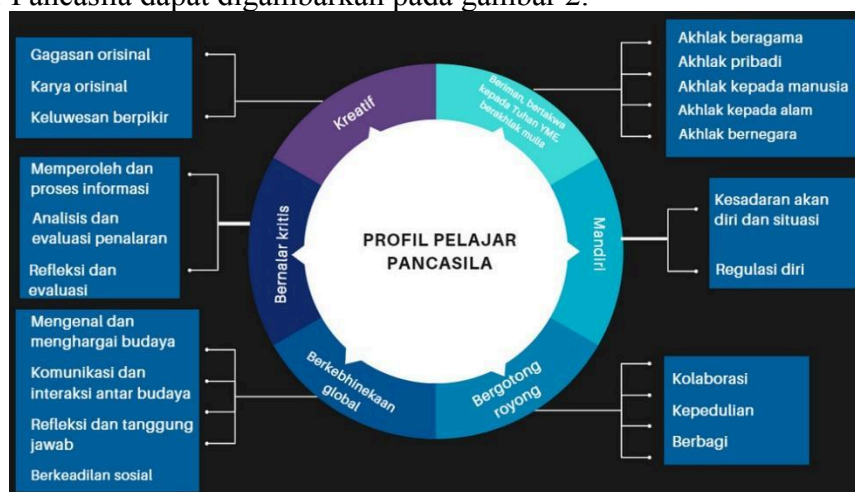 Pancasila dapat digambarkan pada gambar 2.
Gagasan orisinal
Karya orisinal
Keluwesan berpikir
Memperoleh dan
proses informasi
Analisis dan
evaluasi penalaran
Refleksi dan
evaluasi
Mengenal dan
menghargai budaya
Komunikasi dan
interaksi antar budaya
Refleksi dan tanggung
jawab
Berkeadilan sosial
Kreatif
Beriman, bertakwa
kepada Tuhan YME,
berakhlak mulia
Bernalar kritis
Mandiri
PROFIL PELAJAR
PANCASILA
Berkebhinekaan
global
Bergotong
royong
Akhlak beragama
Akhlak pribadi
Akhlak kepada manusia
Akhlak kepada alam
Akhlak bernegara
Kesadaran akan
diri dan situasi
Regulasi diri
Kolaborasi
Kepedulian
Berbagi